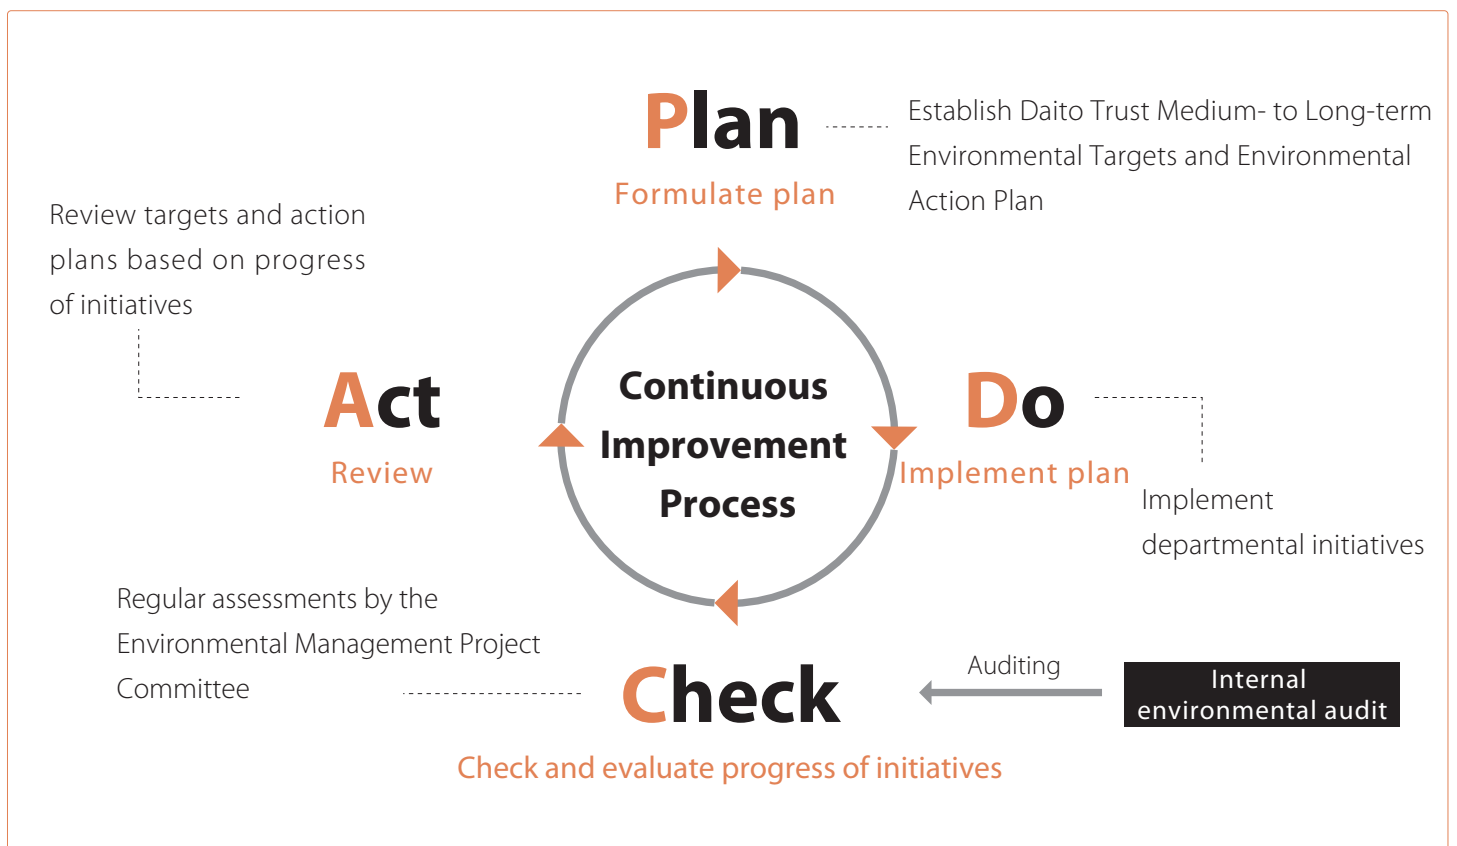 Plan
Formulate plan
Establish Daito Trust Medium- to Long-term
Environmental Targets and Environmental
Action Plan
Review targets and action
plans based on progress
of initiatives
Act
Review
Continuous
Improvement
Process
Do
Implement plan
Implement
departmental initiatives
Regular assessments by the
Environmental Management Project
Committee
Check
Check and evaluate progress of initiatives
Auditing
Internal
environmental audit